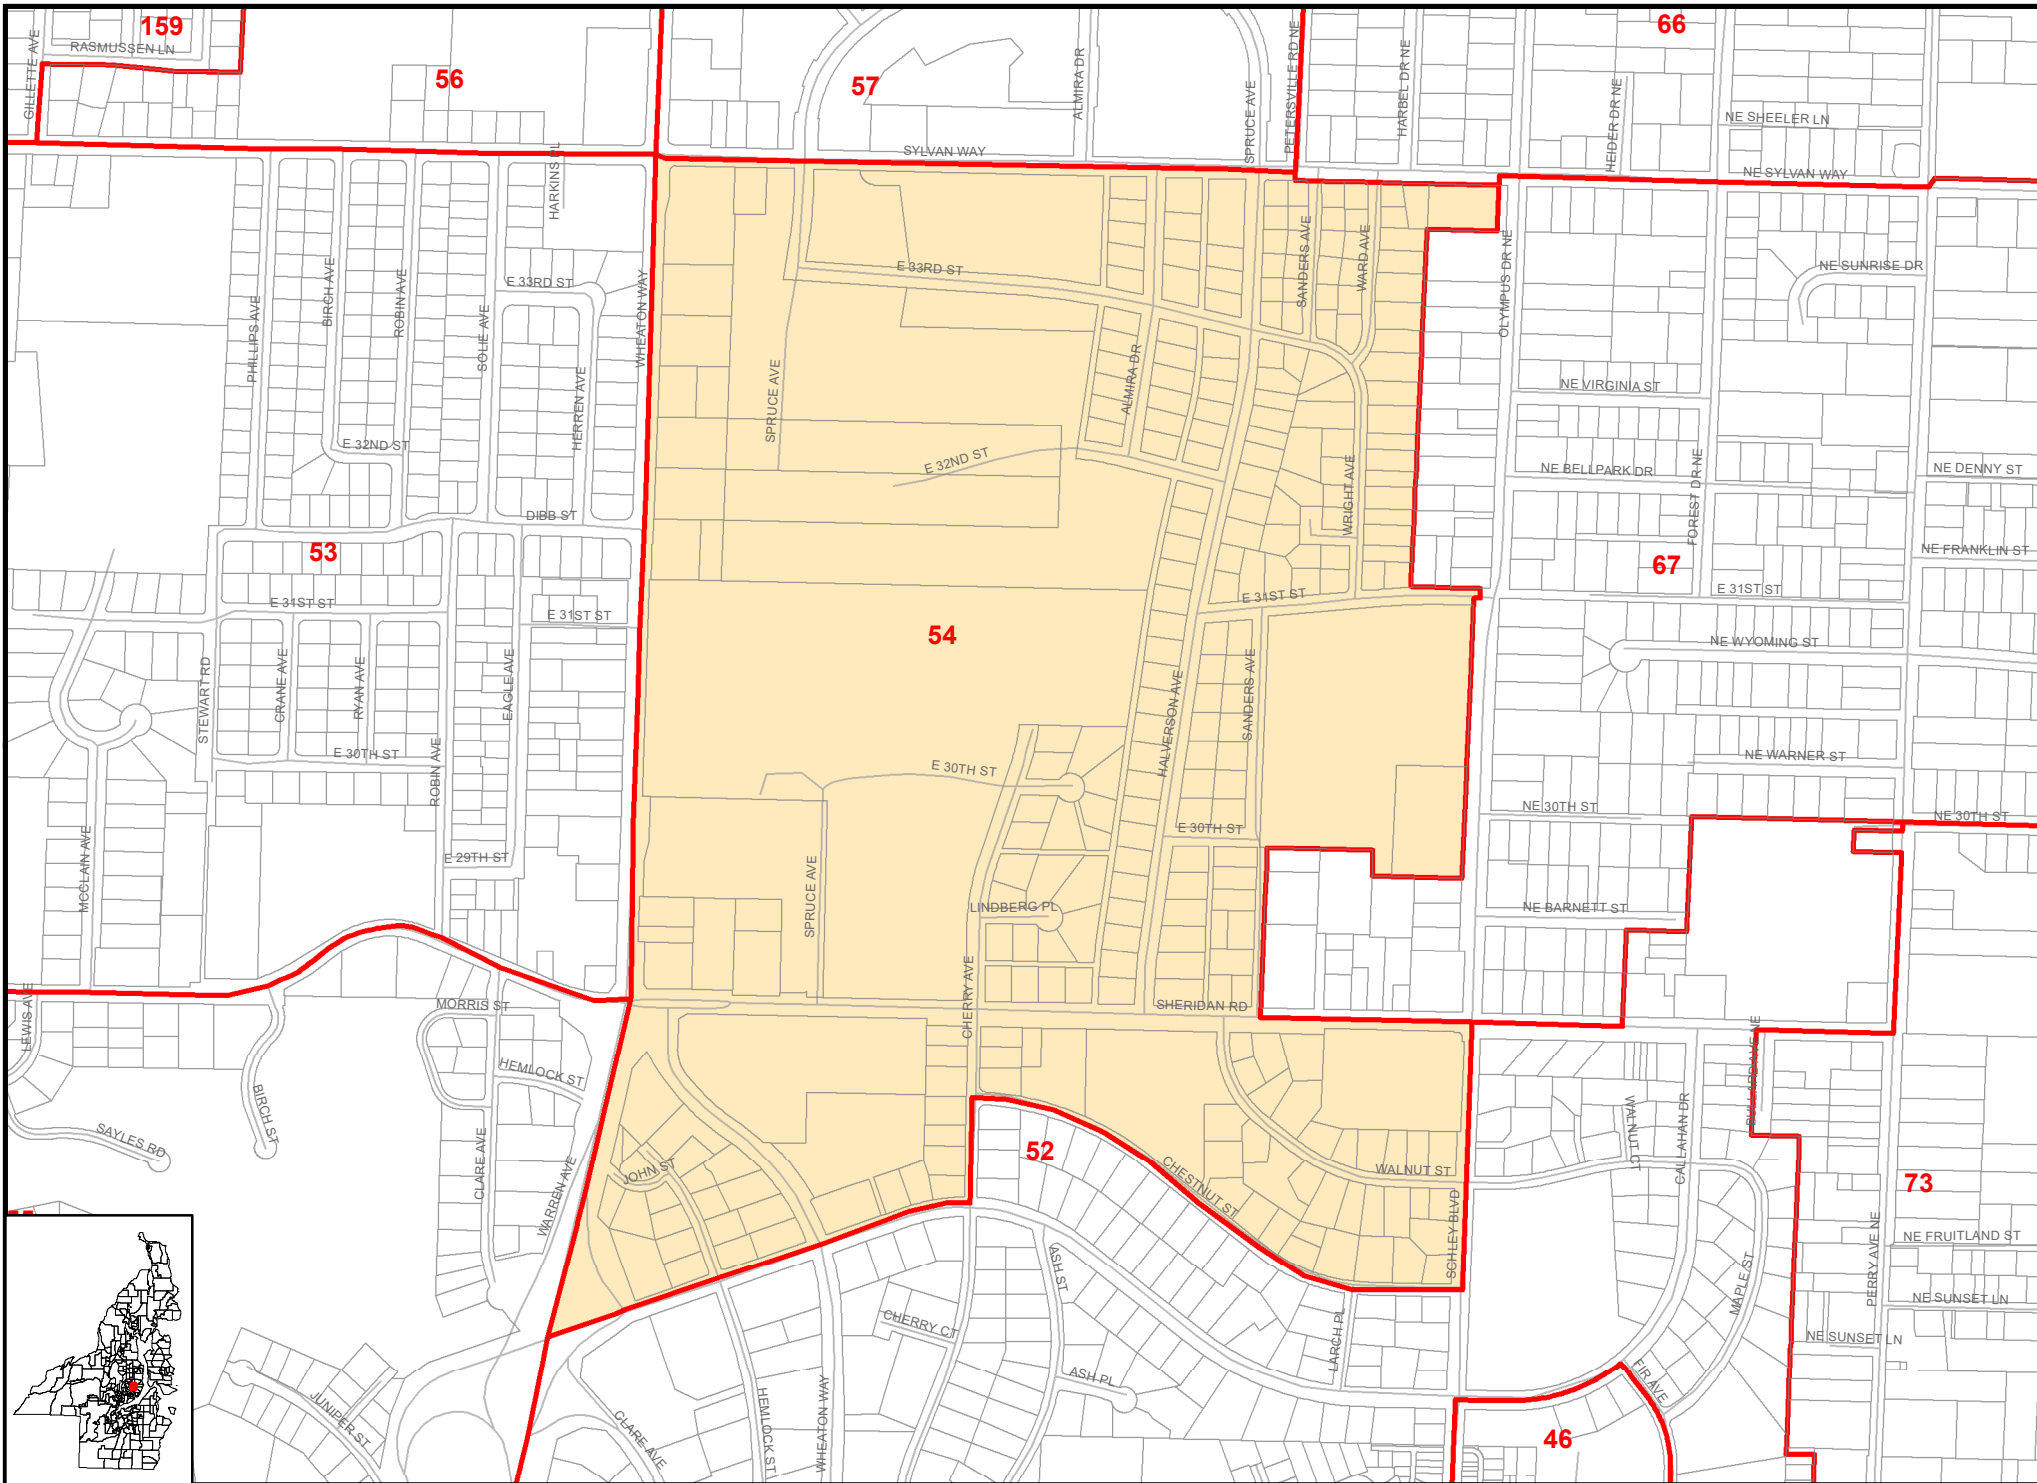 159
66
RASMUSSEN LN
GILLETTE AVE
56
57
ALMIRA DR
SPRUCE AVE
PETERSVILLE RD NE
HARBEL DR NE
HEIDER DR NE
NE SHEELER LN
HARKINS PL
SYLVAN WAY
NE SYLVAN WAY
PHILLIPS AVE
BIRCH AVE
ROBIN AVE
SOLIE AVE
E 33RD ST
HERREN AVE
WHEATON WAY
E 33RD ST
SANDERS AVE
WARD AVE
OLYMPUS DR NE
NE SUNRISE DR
SPRUCE AVE
ALMIRA DR
NE VIRGINIA ST
E 32ND ST
E 32ND ST
WRIGHT AVE
NE BELLPARK DR
FOREST DR NE
NE DENNY ST
DIBB ST
53
67
NE FRANKLIN ST
E 31ST ST
E 31ST ST
E 31ST ST
E 31ST ST
54
NE WYOMING ST
STEWART RD
CRANE AVE
RYAN AVE
EAGLE AVE
ROBIN AVE
HALVERSON AVE
SANDERS AVE
E 30TH ST
E 30TH ST
NE WARNER ST
NE 30TH ST
NE 30TH ST
MCCLAIN AVE
E 29TH ST
SPRUCE AVE
E 30TH ST
LINDBERG PL
NE BARNETT ST
LEWIS AVE
MORRIS ST
CHERRY AVE
SHERIDAN RD
HEMLOCK ST
BIRCH ST
SAYLES RD
CLARE AVE
WARREN AVE
JOHN ST
52
CHESTNUT ST
WALNUT ST
SCHLEY BLVD
WALNUT CT
CALLAHAN DR
BULLARD AVE NE
73
PERRY AVE NE
NE FRUITLAND ST
MAPLE ST
NE SUNSET LN
NE SUNSET LN
ASH ST
CHERRY CT
LARCH PL
ASH PL
FIR AVE
JUNIPER ST
CLARE AVE
HEMLOCK ST
WHEATON WAY
46